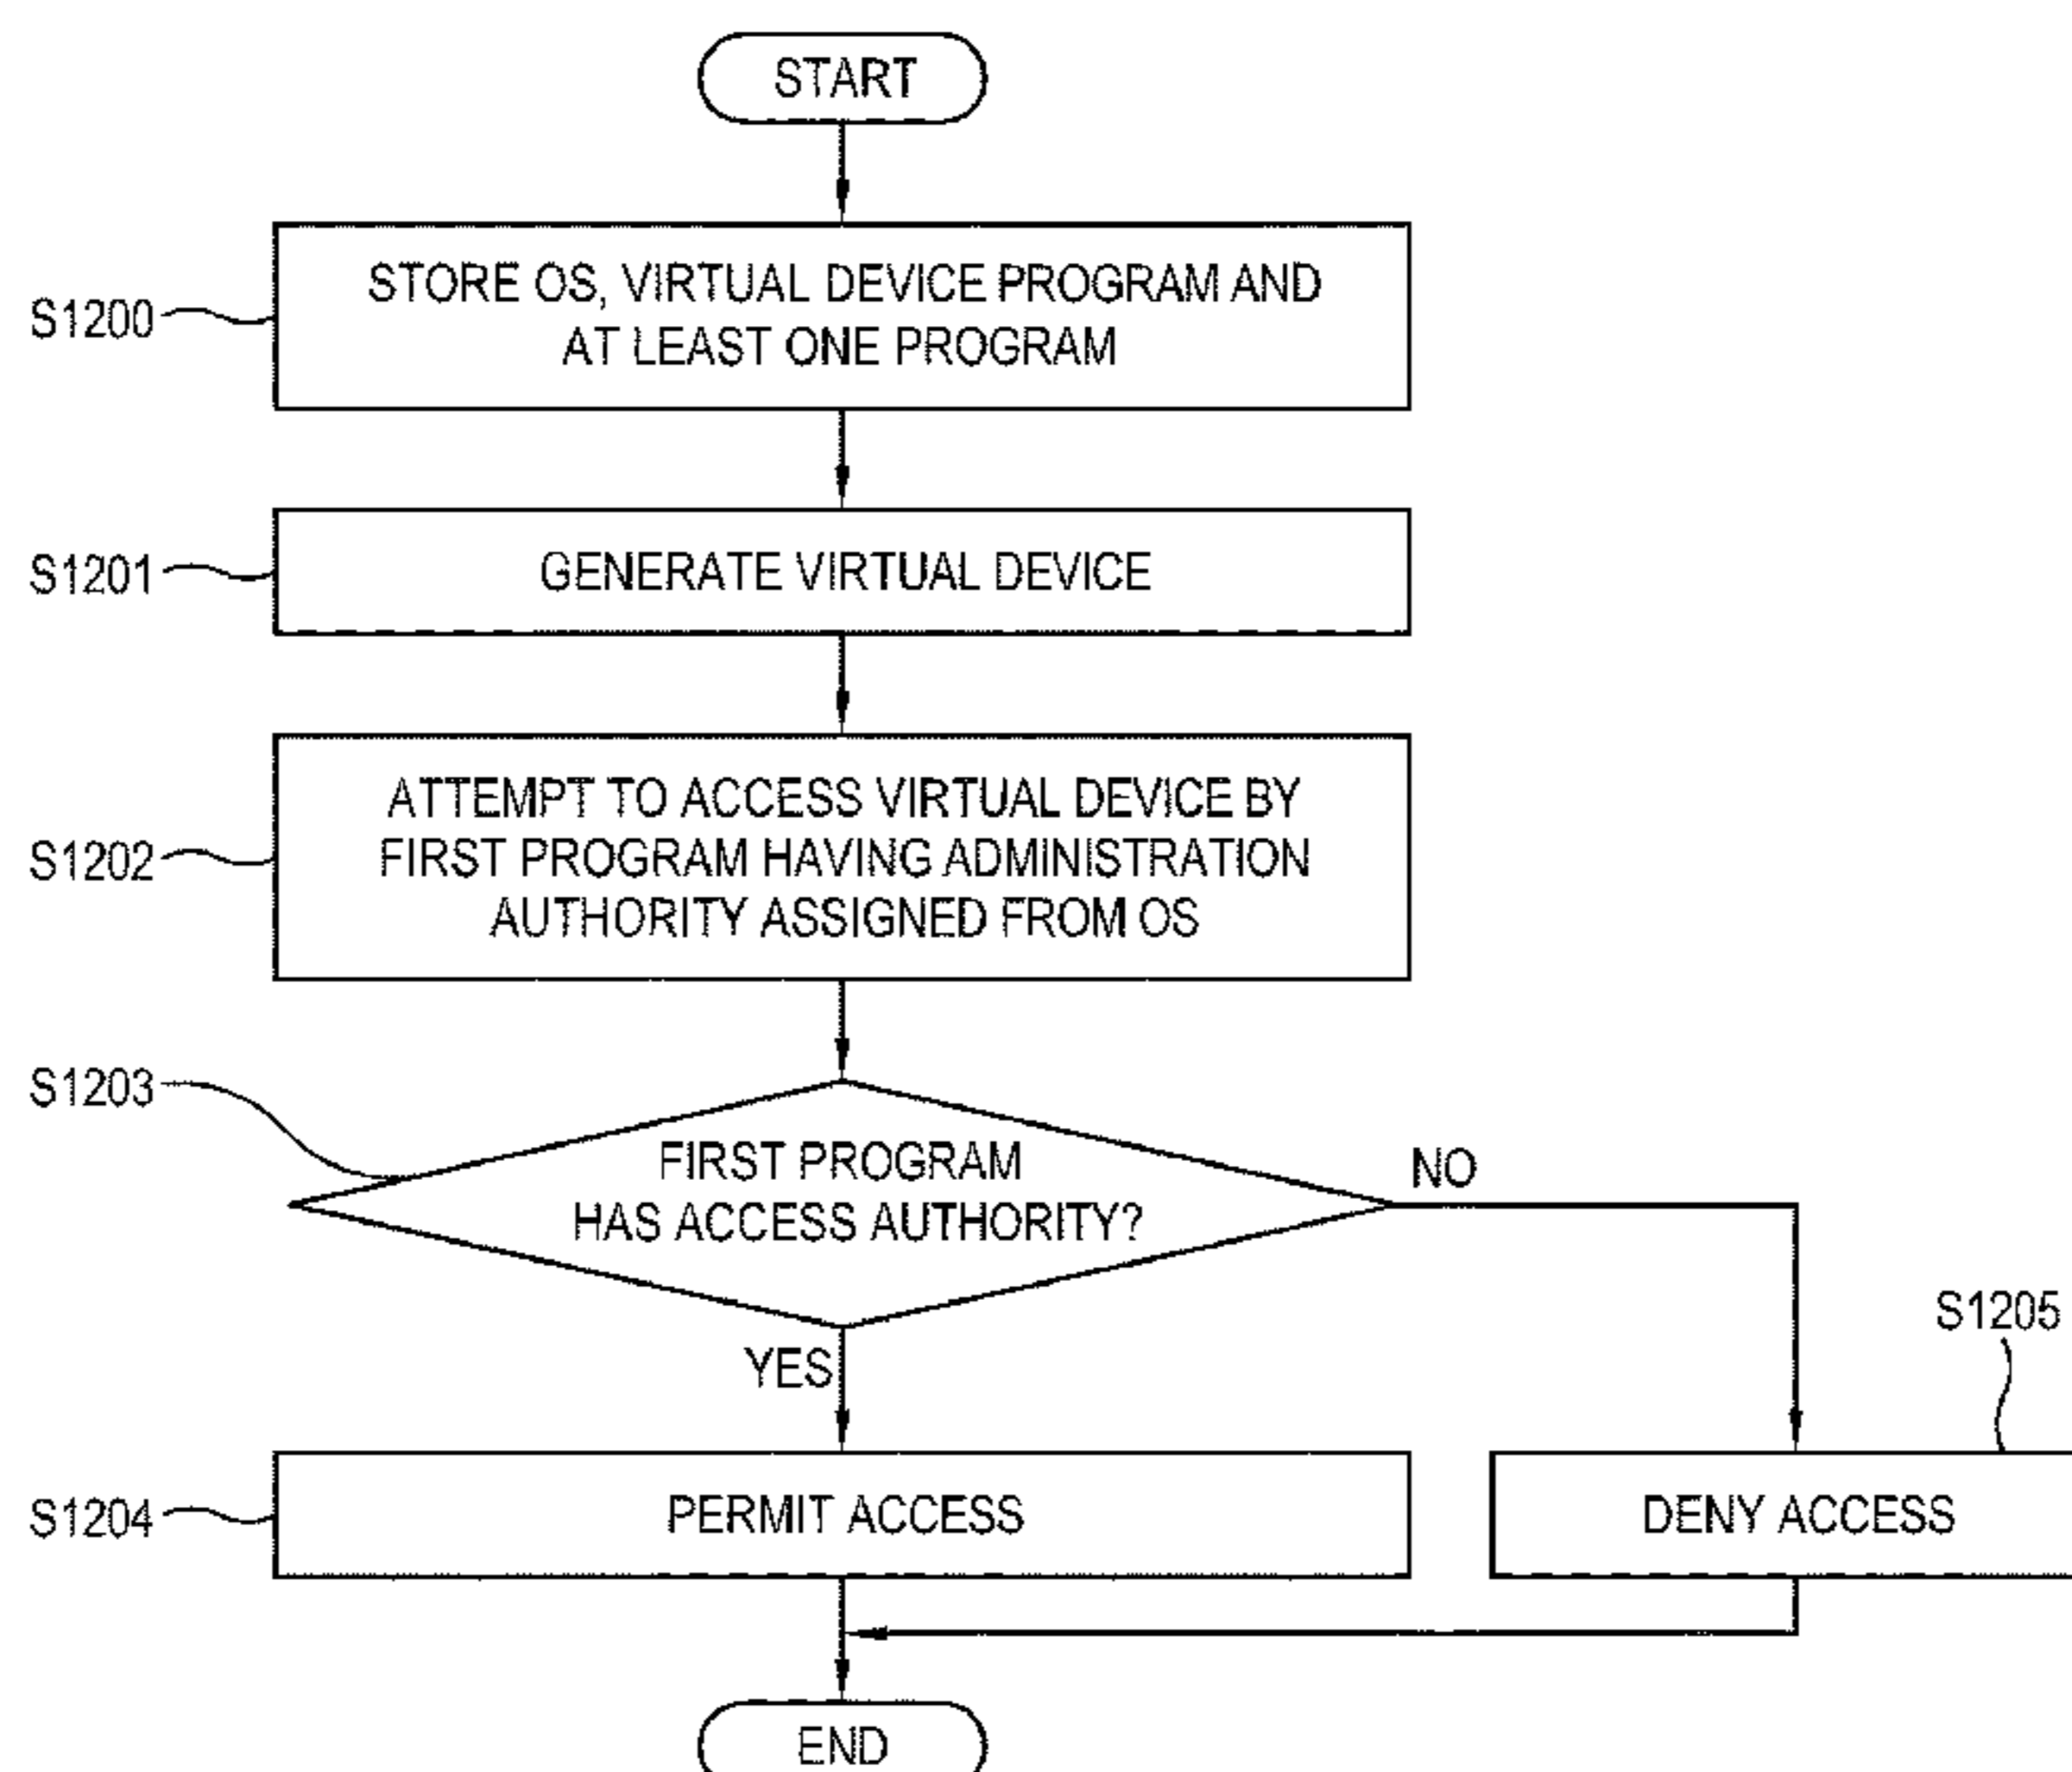 START
S1200
STORE OS, VIRTUAL DEVICE PROGRAM AND
AT LEAST ONE PROGRAM
S1201
GENERATE VIRTUAL DEVICE
S1202
ATTEMPT TO ACCESS VIRTUAL DEVICE BY
FIRST PROGRAM HAVING ADMINISTRATION
AUTHORITY ASSIGNED FROM OS
S1203
FIRST PROGRAM
HAS ACCESS AUTHORITY?
NO
YES
S1204
PERMIT ACCESS
S1205
DENY ACCESS
END